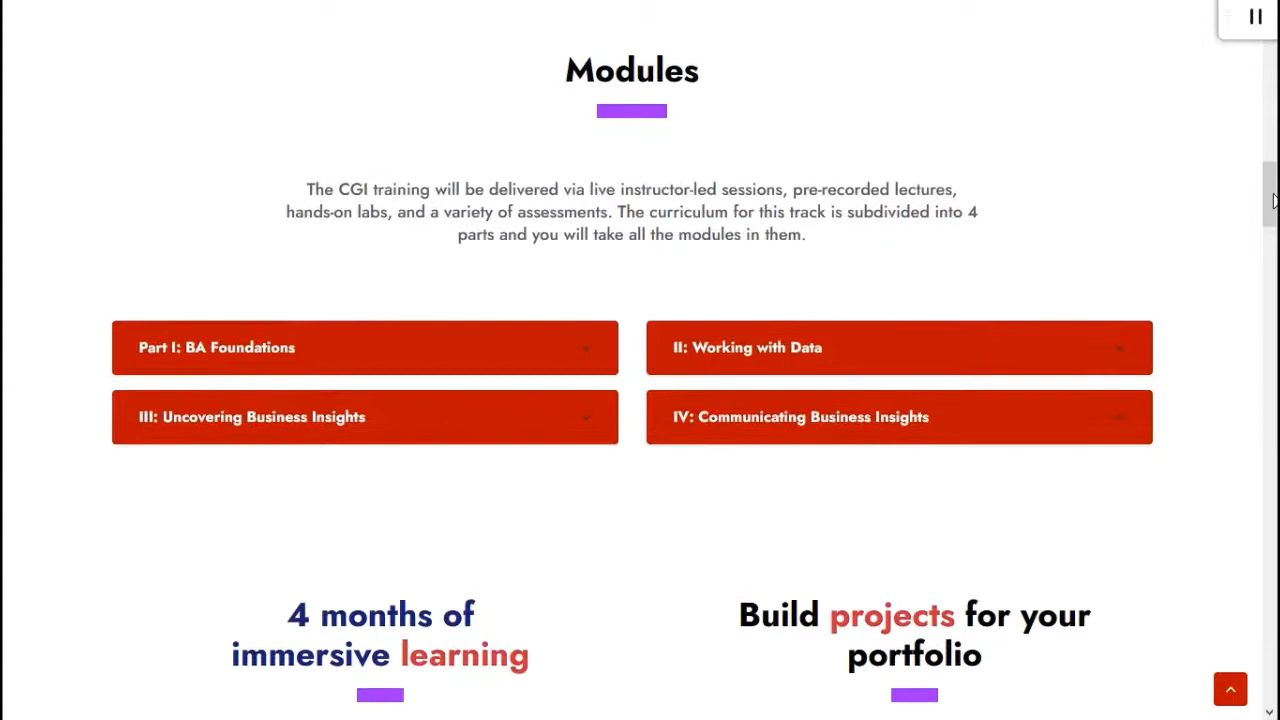 Modules
The CGI training will be delivered via live instructor-led sessions, pre-recorded lectures,
hands-on labs, and a variety of assessments. The curriculum for this track is subdivided into 4
parts and you will take all the modules in them.
Part I: BA Foundations
II: Working with Data
III: Uncovering Business Insights
IV: Communicating Business Insights
4 months of
immersive learning
Build projects for your
portfolio